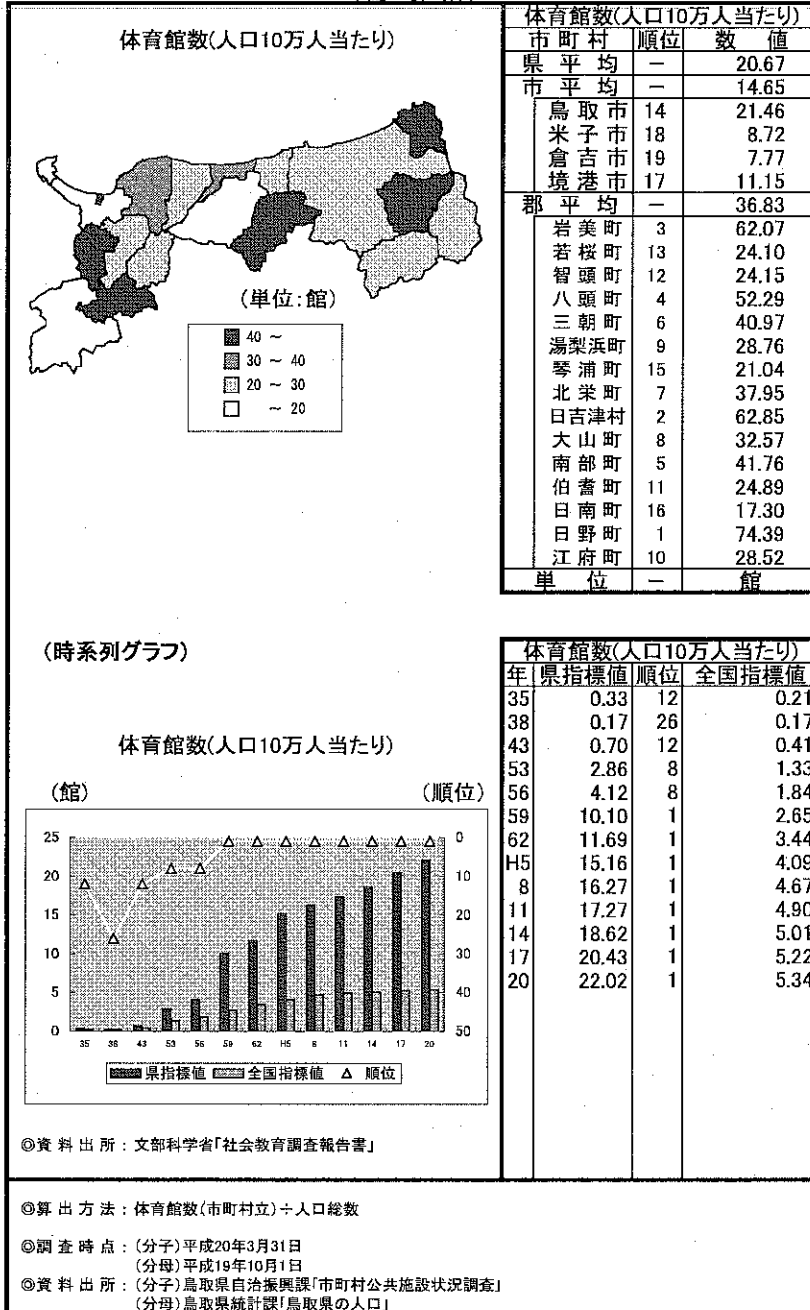 体育館数(人口10万人当たり)
(単位:館)
40 ~
30 ~ 40
20 ~ 30
~ 20
体育館数(人口10万人当たり)
市町村 順位 数 値
県 平 均 － 20.67
市 平 均 － 14.65
鳥取市 14 21.46
米子市 18 8.72
倉吉市 19 7.77
境港市 17 11.15
郡 平 均 － 36.83
岩美町 3 62.07
若桜町 13 24.10
智頭町 12 24.15
八頭町 4 52.29
三朝町 6 40.97
湯梨浜町 9 28.76
琴浦町 15 21.04
北栄町 7 37.95
日吉津村 2 62.85
大山町 8 32.57
南部町 5 41.76
伯耆町 11 24.89
日南町 16 17.30
日野町 1 74.39
江府町 10 28.52
単 位 － 館
(時系列グラフ)
体育館数(人口10万人当たり)
(館) (順位)
25 0
20 10
15 20
10 30
5 40
0 50
35 38 43 53 56 59 62 H5 8 11 14 17 20
県指標値 全国指標値 △ 順位
◎資料出所：文部科学省「社会教育調査報告書」
体育館数(人口10万人当たり)
年 県指標値 順位 全国指標値
35 0.33 12 0.21
38 0.17 26 0.17
43 0.70 12 0.41
53 2.86 8 1.33
56 4.12 8 1.84
59 10.10 1 2.65
62 11.69 1 3.44
H5 15.16 1 4.09
8 16.27 1 4.67
11 17.27 1 4.90
14 18.62 1 5.01
17 20.43 1 5.22
20 22.02 1 5.34
◎算出方法：体育館数(市町村立)÷人口総数
◎調査時点：(分子)平成20年3月31日
(分母)平成19年10月1日
◎資料出所：(分子)鳥取県自治振興課「市町村公共施設状況調査」
(分母)鳥取県統計課「鳥取県の人口」